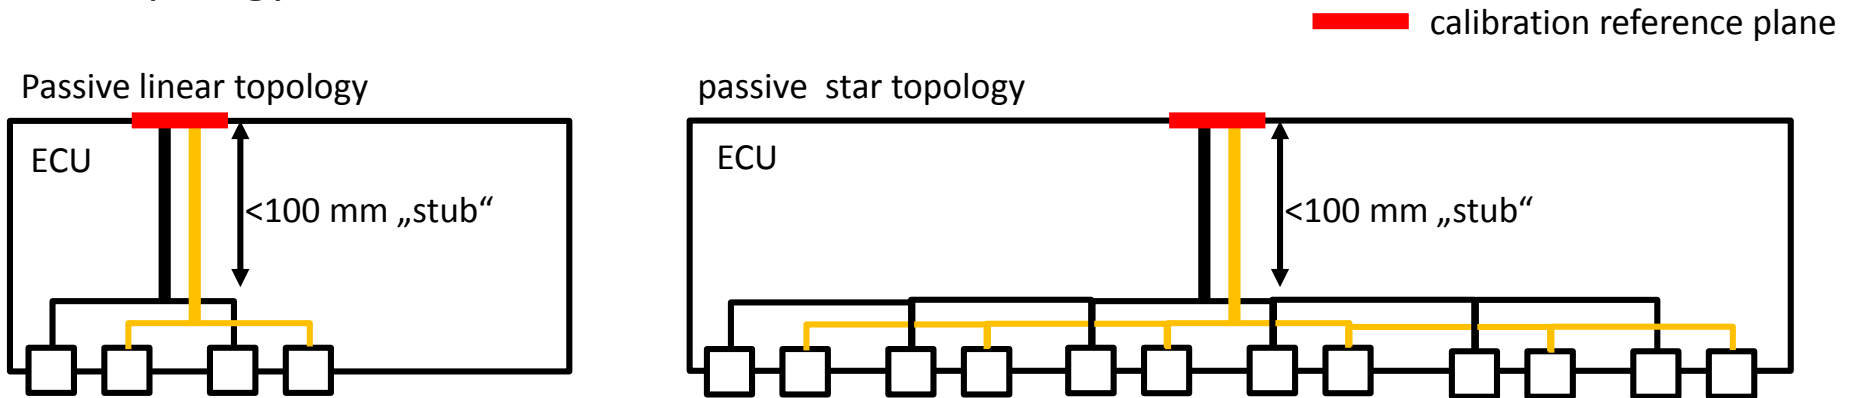 calibration reference plane
Passive linear topology
passive star topology
ECU
<100 mm „stub“
ECU
<100 mm „stub“